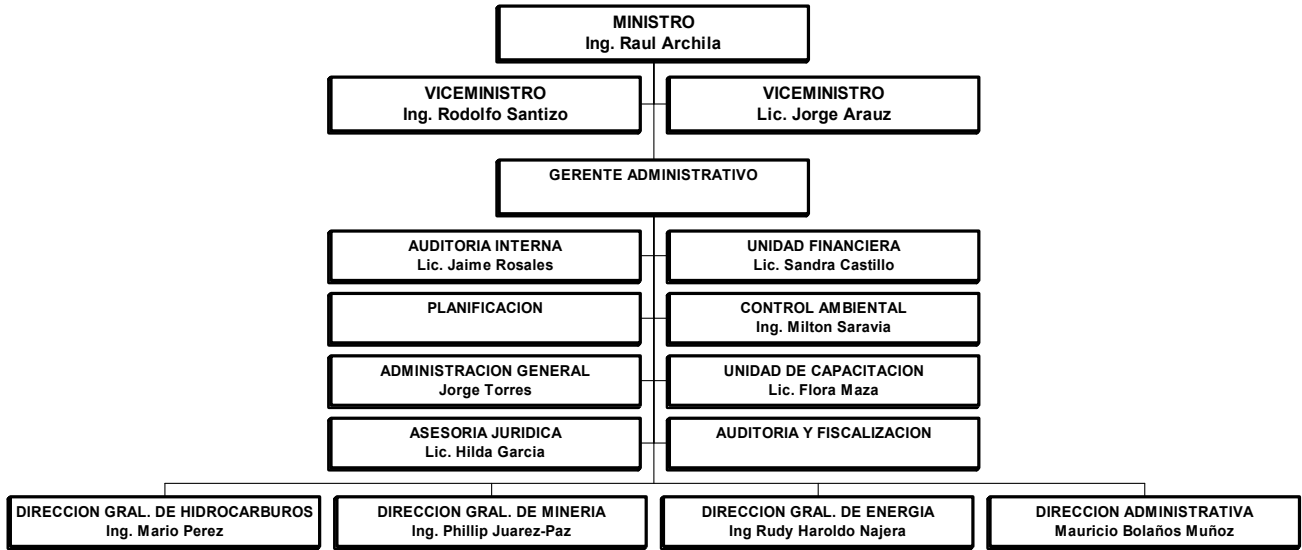 MINISTRO
Ing. Raul Archila
VICEMINISTRO
Ing. Rodolfo Santizo
VICEMINISTRO
Lic. Jorge Arauz
GERENTE ADMINISTRATIVO
AUDITORIA INTERNA
Lic. Jaime Rosales
UNIDAD FINANCIERA
Lic. Sandra Castillo
PLANIFICACION
CONTROL AMBIENTAL
Ing. Milton Saravia
ADMINISTRACION GENERAL
Jorge Torres
UNIDAD DE CAPACITACION
Lic. Flora Maza
ASESORIA JURIDICA
Lic. Hilda Garcia
AUDITORIA Y FISCALIZACION
DIRECCION GRAL. DE HIDROCARBUROS
Ing. Mario Perez
DIRECCION GRAL. DE MINERIA
Ing. Phillip Juarez-Paz
DIRECCION GRAL. DE ENERGIA
Ing Rudy Haroldo Najera
DIRECCION ADMINISTRATIVA
Mauricio Bolaños Muñoz